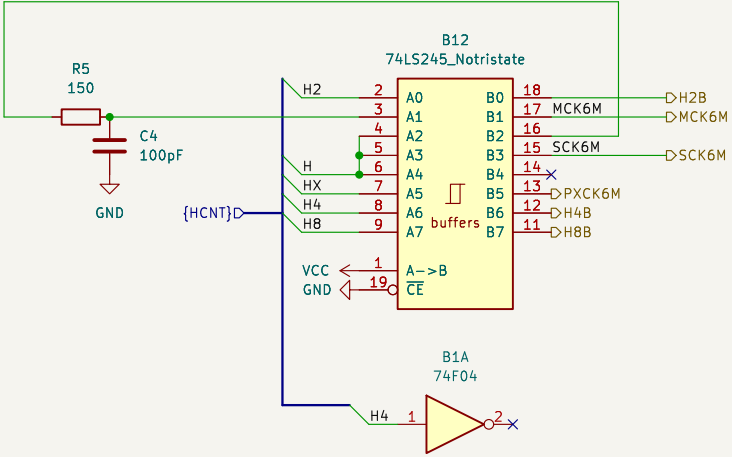 B12
74LS245_Notristate
R5
150
H2 2 A0 B0 18 H2B
3 A1 B1 17 MCK6M MCK6M
4 A2 B2 16
C4
100pF
5 A3 B3 15 SCK6M SCK6M
H 6 A4 B4 14
HX 7 A5 B5 13 PXCK6M
GND
{HCNT} H4 8 A6 B6 12 H4B
buffers
H8 9 A7 B7 11 H8B
VCC 1 A->B
GND 19 CE
B1A
74F04
H4 1 2